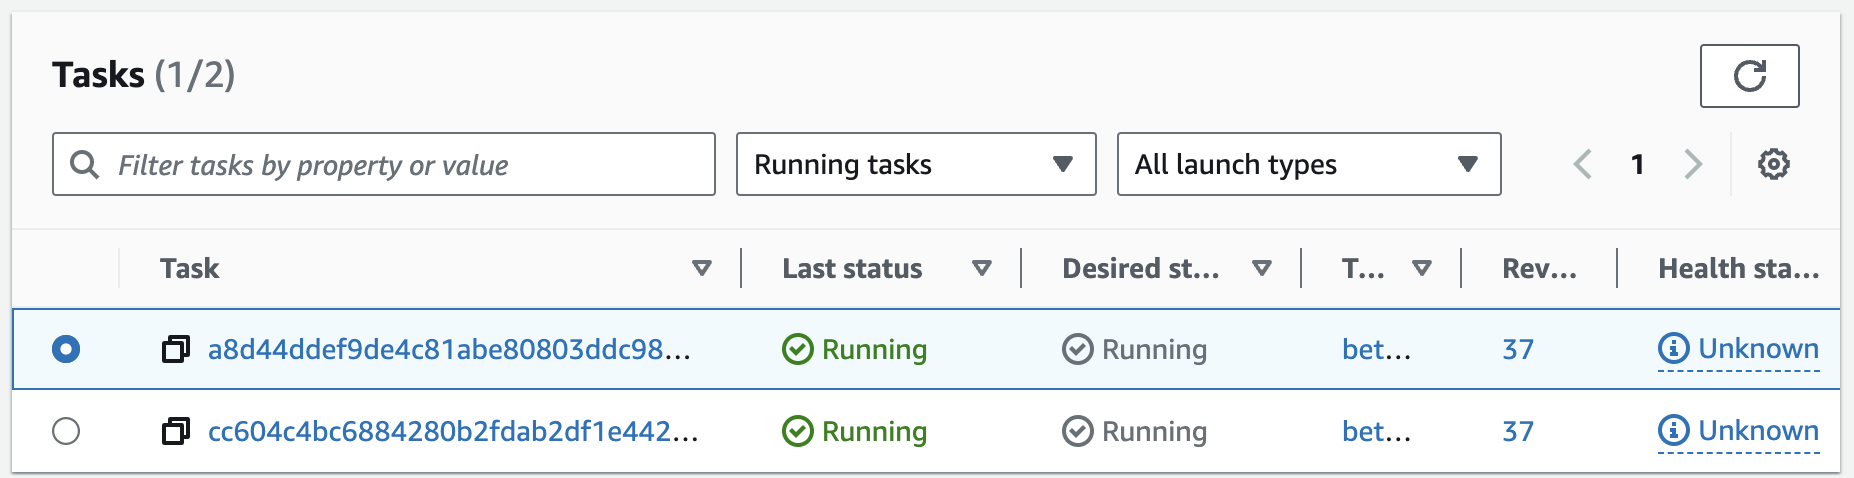 Tasks (1/2)
Filter tasks by property or value
Running tasks
All launch types
1
Task Last status Desired st... T... Rev... Health sta...
a8d44ddef9de4c81abe80803ddc98... Running Running bet... 37 Unknown
cc604c4bc6884280b2fdab2df1e442... Running Running bet... 37 Unknown